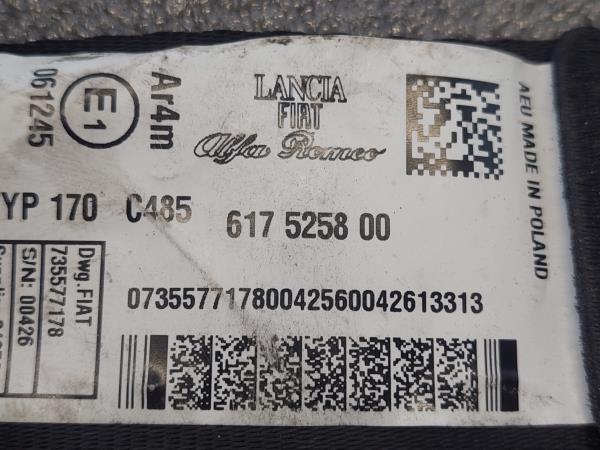 061245
E1
Ar4m
LANCIA
FIAT
Alfa Romeo
AEU MADE IN POLAND
YP 170 C485
617 5258 00
Dwg.FIAT
735577178
S/N: 00426
07355771780042560042613313